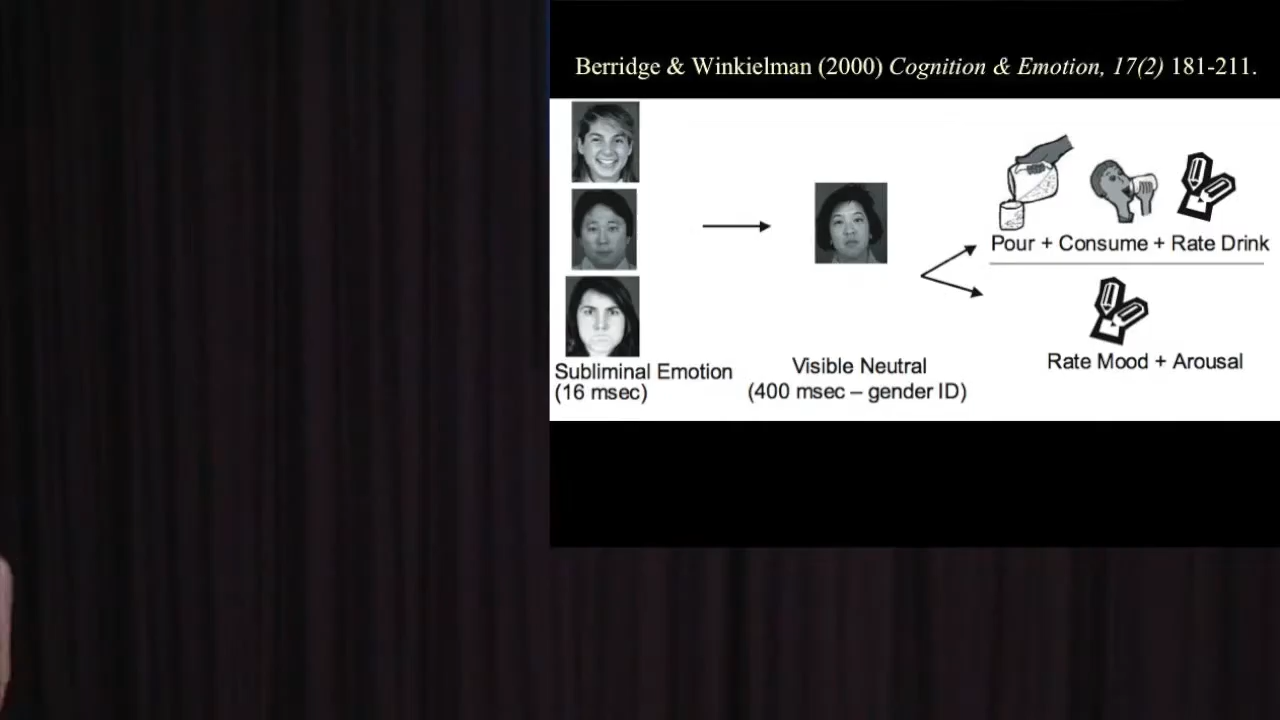 Berridge & Winkielman (2000) Cognition & Emotion, 17(2) 181-211.
Pour + Consume + Rate Drink
Rate Mood + Arousal
Subliminal Emotion
(16 msec)
Visible Neutral
(400 msec – gender ID)